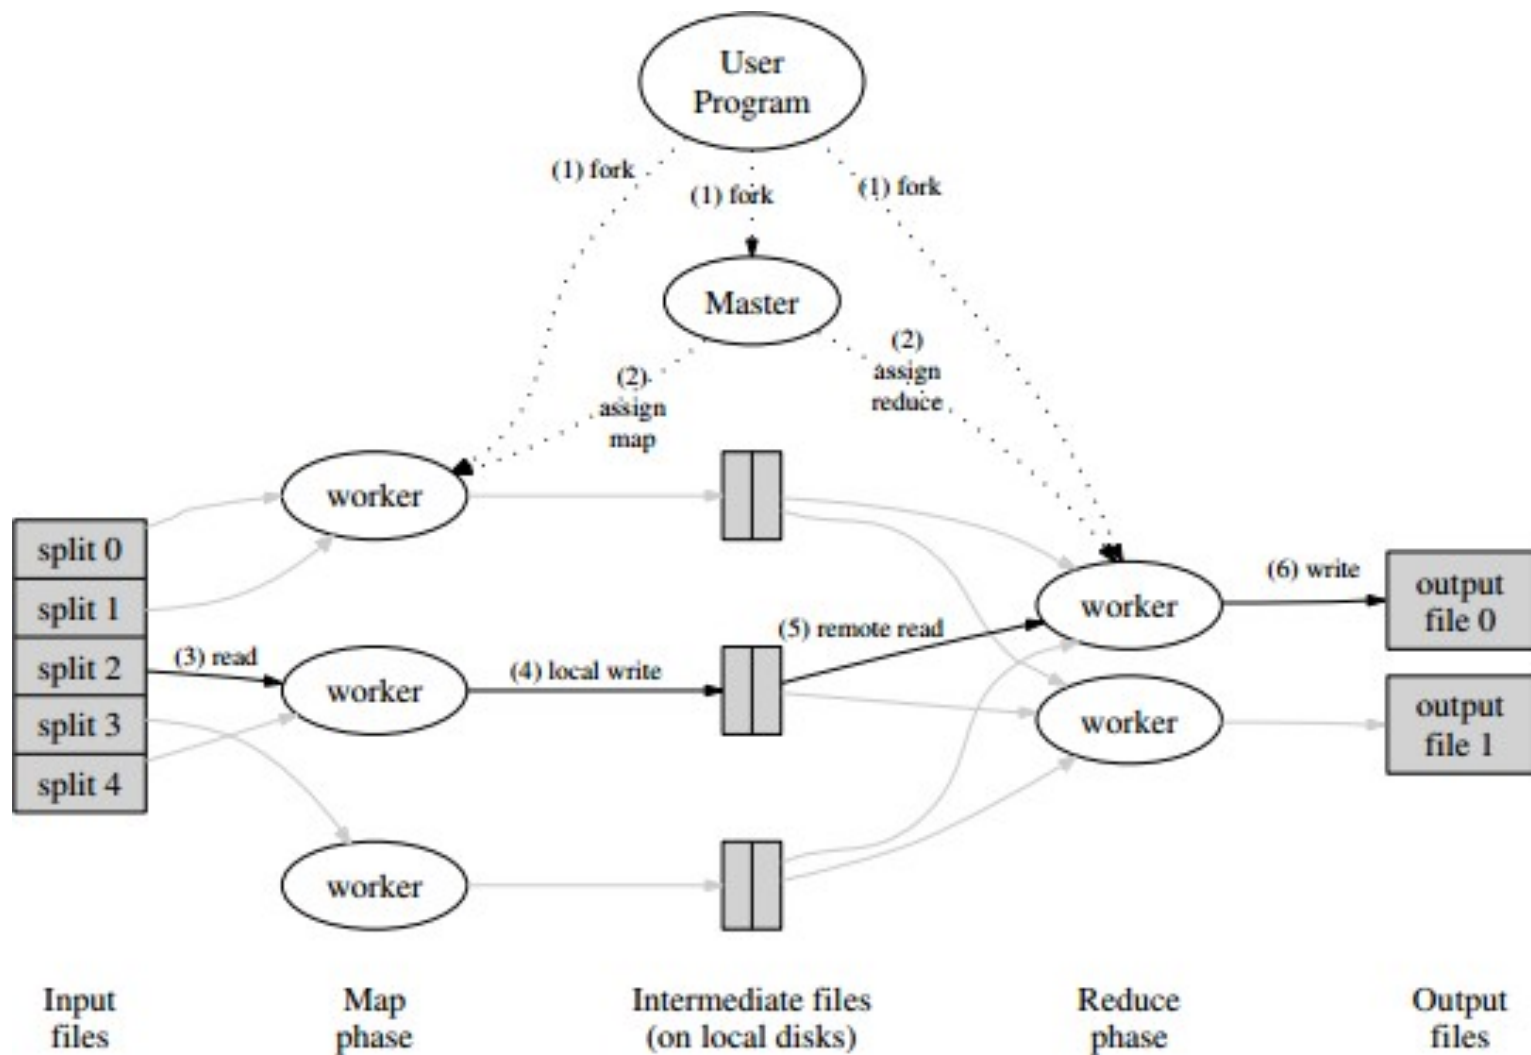 User
Program
(1) fork
(1) fork
(1) fork
Master
(2)
assign
map
(2)
assign
reduce
worker
split 0
split 1
split 2
split 3
split 4
(3) read
worker
(4) local write
(5) remote read
worker
(6) write
output
file 0
worker
output
file 1
worker
Input
files
Map
phase
Intermediate files
(on local disks)
Reduce
phase
Output
files